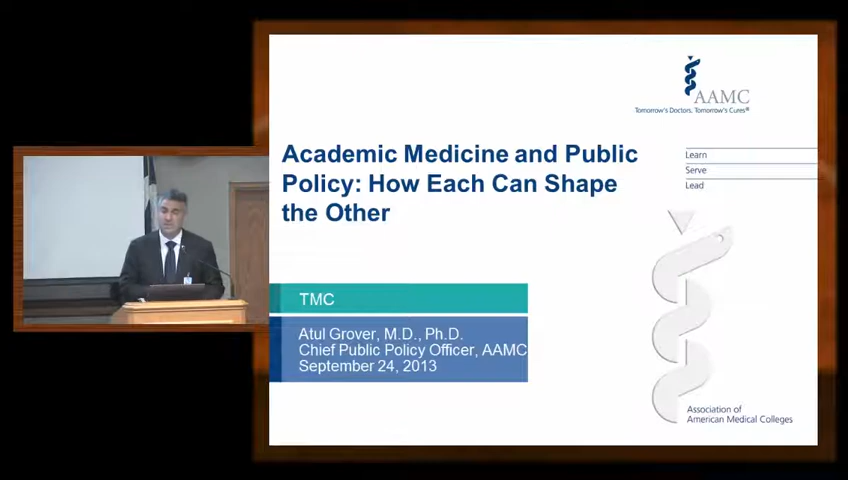 AAMC
Tomorrow's Doctors, Tomorrow's Cures®
Academic Medicine and Public
Policy: How Each Can Shape
the Other
Learn
Serve
Lead
TMC
Atul Grover, M.D., Ph.D.
Chief Public Policy Officer, AAMC
September 24, 2013
Association of
American Medical Colleges